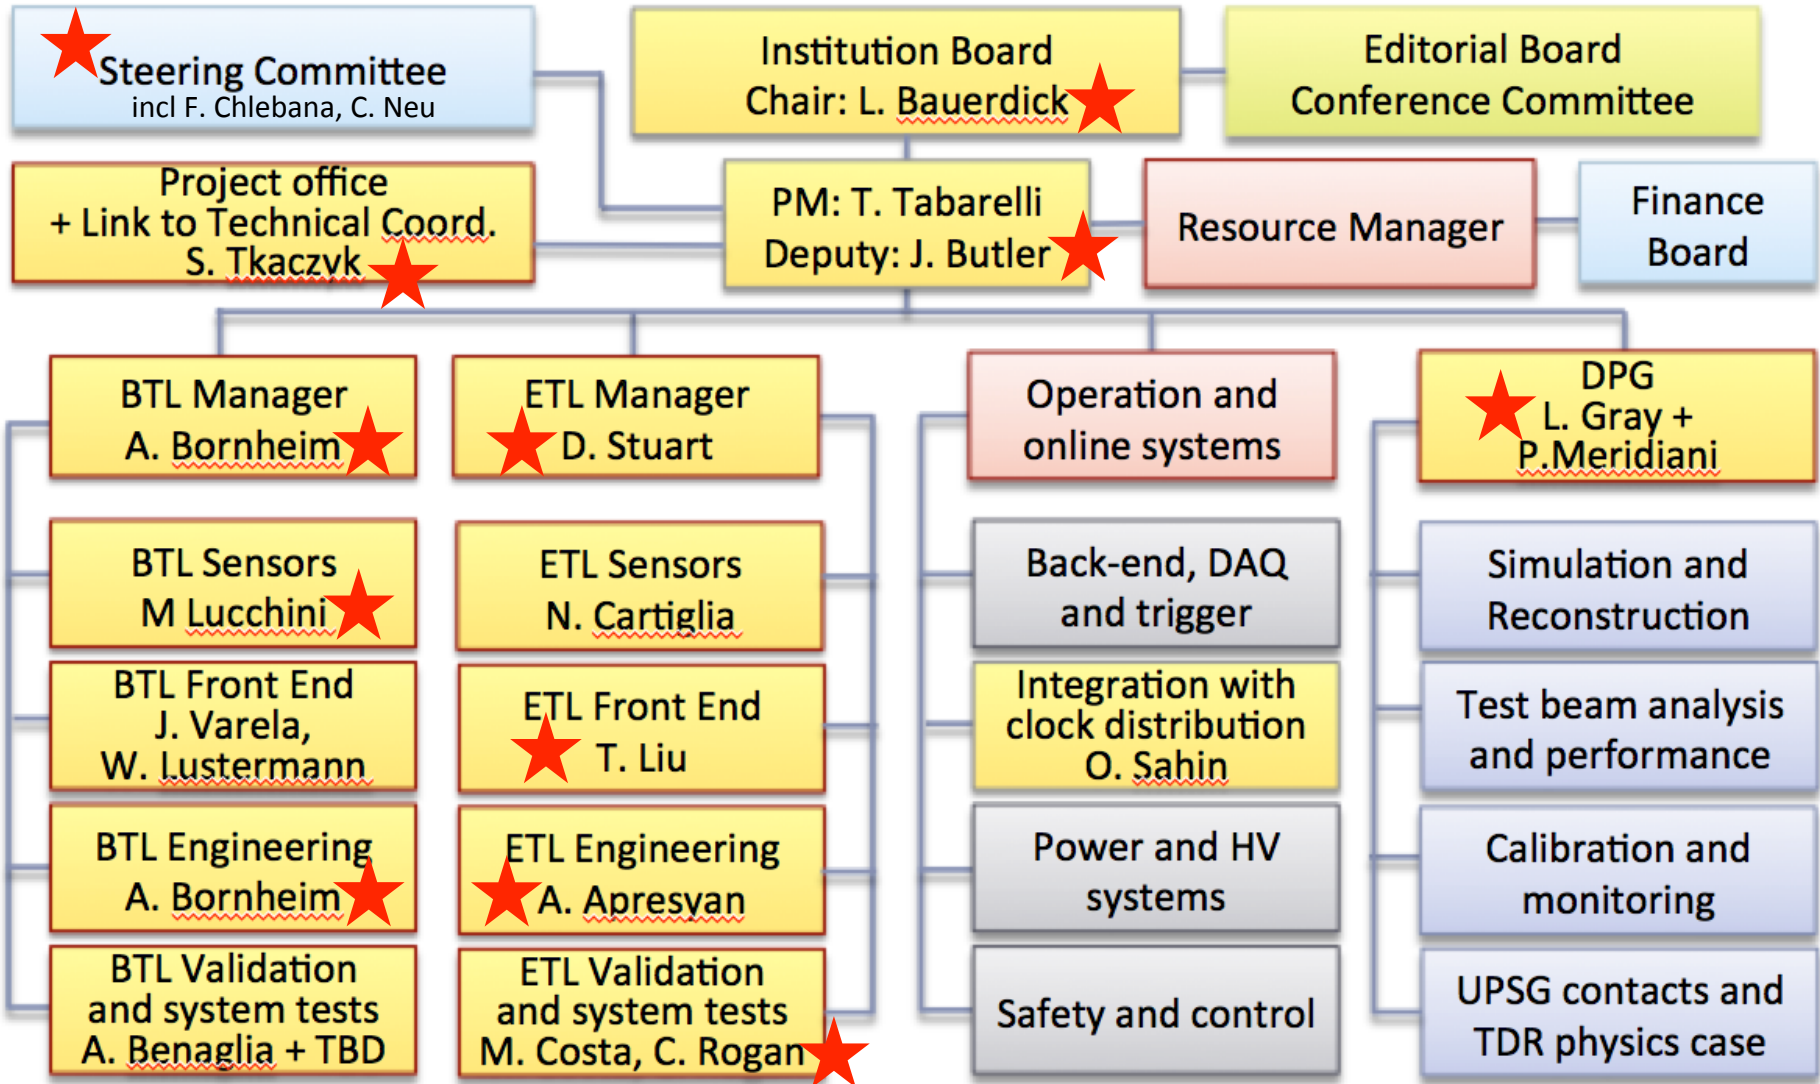 Steering Committee
incl F. Chlebana, C. Neu
Institution Board
Chair: L. Bauerdick
Editorial Board
Conference Committee
Project office
+ Link to Technical Coord.
S. Tkaczyk
PM: T. Tabarelli
Deputy: J. Butler
Resource Manager
Finance
Board
BTL Manager
A. Bornheim
ETL Manager
D. Stuart
Operation and
online systems
DPG
L. Gray +
P.Meridiani
BTL Sensors
M Lucchini
ETL Sensors
N. Cartiglia
Back-end, DAQ
and trigger
Simulation and
Reconstruction
BTL Front End
J. Varela,
W. Lustermann
ETL Front End
T. Liu
Integration with
clock distribution
O. Sahin
Test beam analysis
and performance
BTL Engineering
A. Bornheim
ETL Engineering
A. Apresyan
Power and HV
systems
Calibration and
monitoring
BTL Validation
and system tests
A. Benaglia + TBD
ETL Validation
and system tests
M. Costa, C. Rogan
Safety and control
UPSG contacts and
TDR physics case